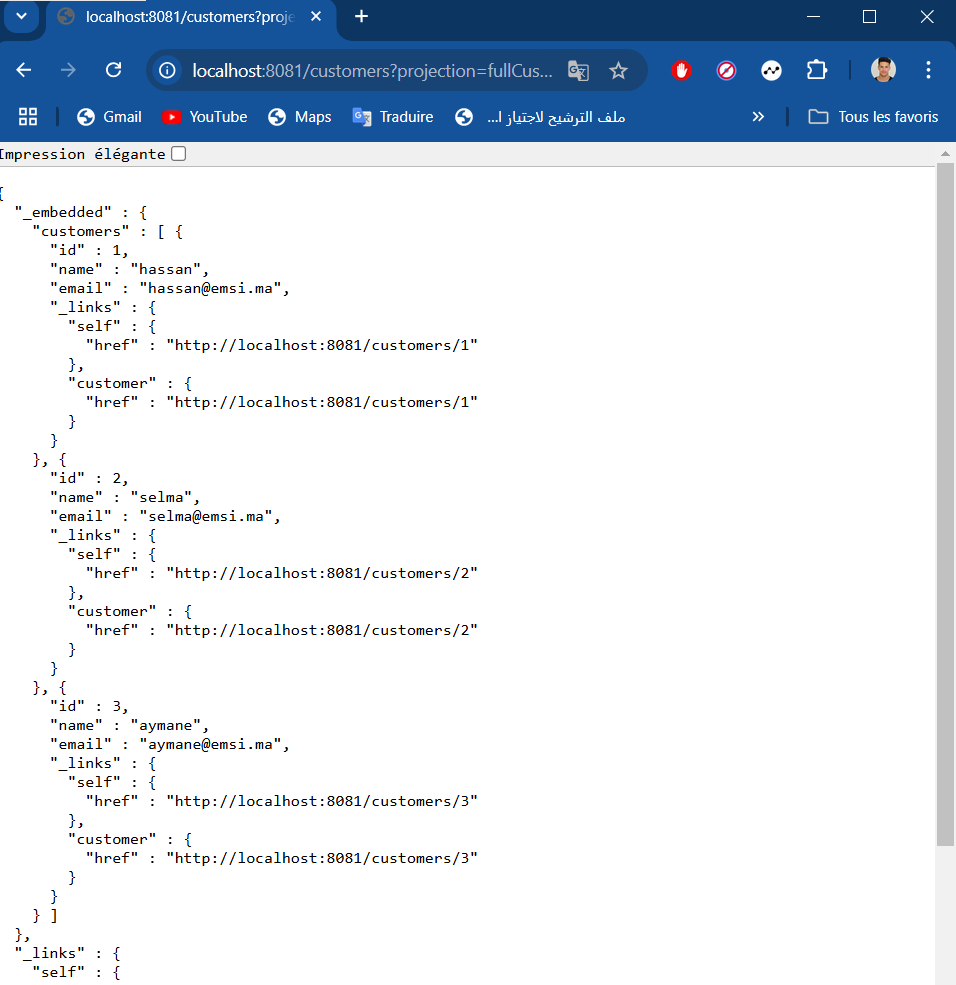 localhost:8081/customers?proje
localhost:8081/customers?projection=fullCus...
Gmail YouTube Maps Traduire ملف الترشيح لاجتياز ا... » Tous les favoris
Impression élégante
{
  "_embedded" : {
    "customers" : [ {
      "id" : 1,
      "name" : "hassan",
      "email" : "hassan@emsi.ma",
      "_links" : {
        "self" : {
          "href" : "http://localhost:8081/customers/1"
        },
        "customer" : {
          "href" : "http://localhost:8081/customers/1"
        }
      }
    }, {
      "id" : 2,
      "name" : "selma",
      "email" : "selma@emsi.ma",
      "_links" : {
        "self" : {
          "href" : "http://localhost:8081/customers/2"
        },
        "customer" : {
          "href" : "http://localhost:8081/customers/2"
        }
      }
    }, {
      "id" : 3,
      "name" : "aymane",
      "email" : "aymane@emsi.ma",
      "_links" : {
        "self" : {
          "href" : "http://localhost:8081/customers/3"
        },
        "customer" : {
          "href" : "http://localhost:8081/customers/3"
        }
      }
    } ]
  },
  "_links" : {
    "self" : {